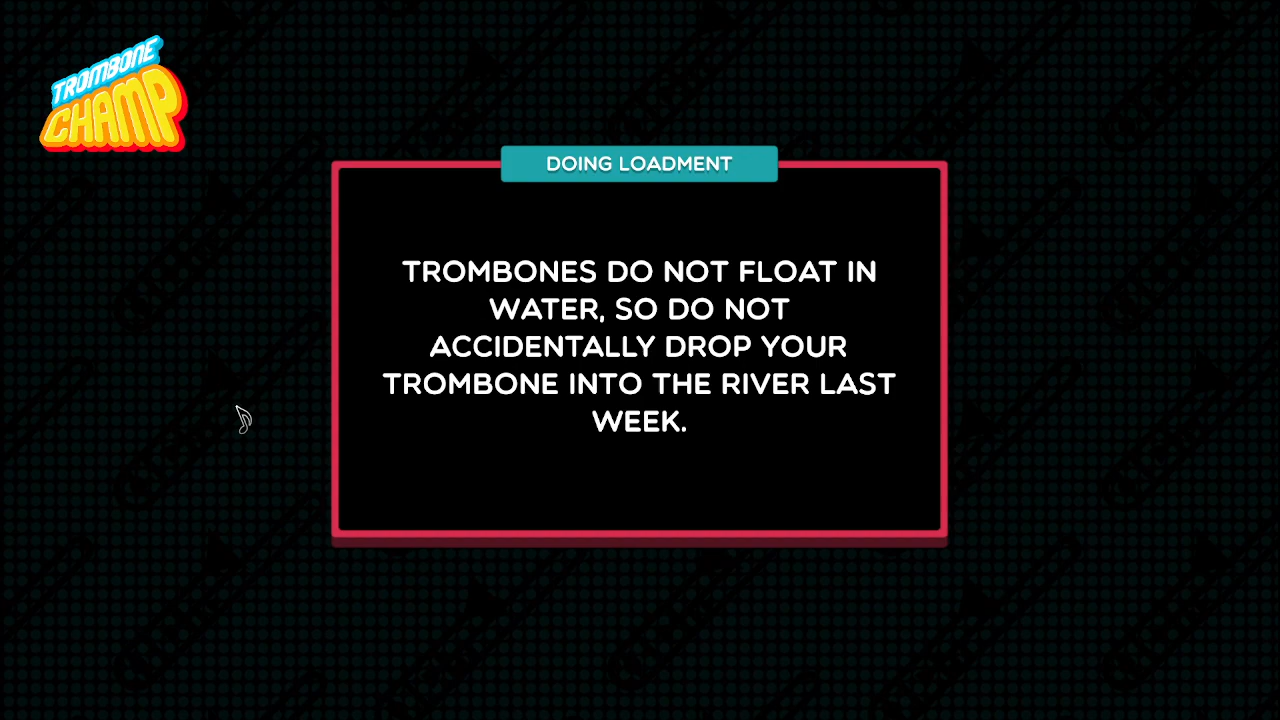 TROMBONE
CHAMP
DOING LOADMENT
TROMBONES DO NOT FLOAT IN
WATER, SO DO NOT
ACCIDENTALLY DROP YOUR
TROMBONE INTO THE RIVER LAST
WEEK.